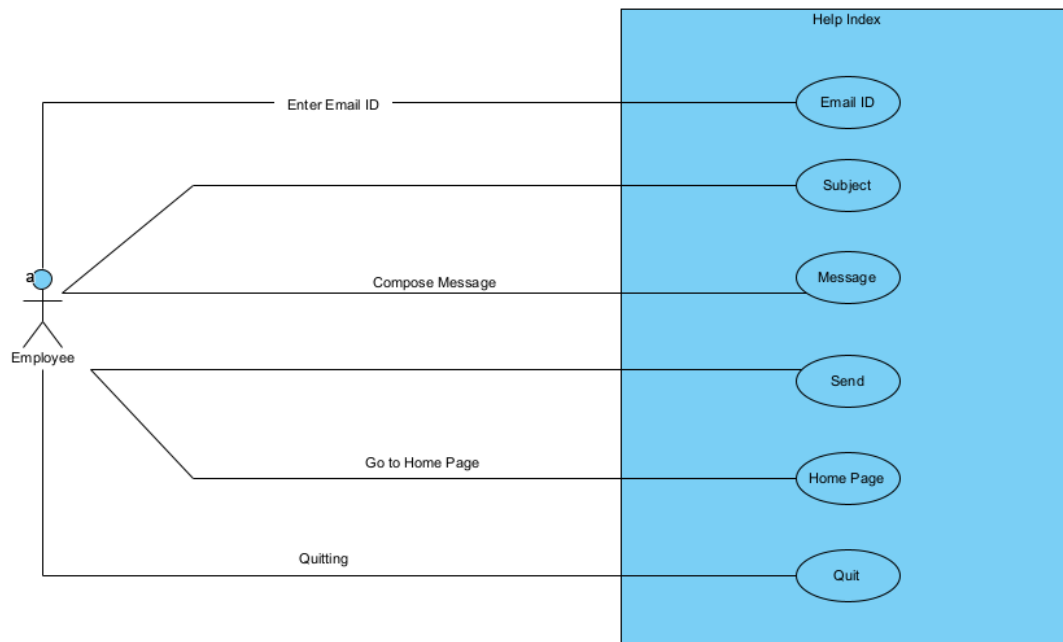 Help Index
Enter Email ID
Email ID
Subject
a
Compose Message
Message
Employee
Send
Go to Home Page
Home Page
Quitting
Quit